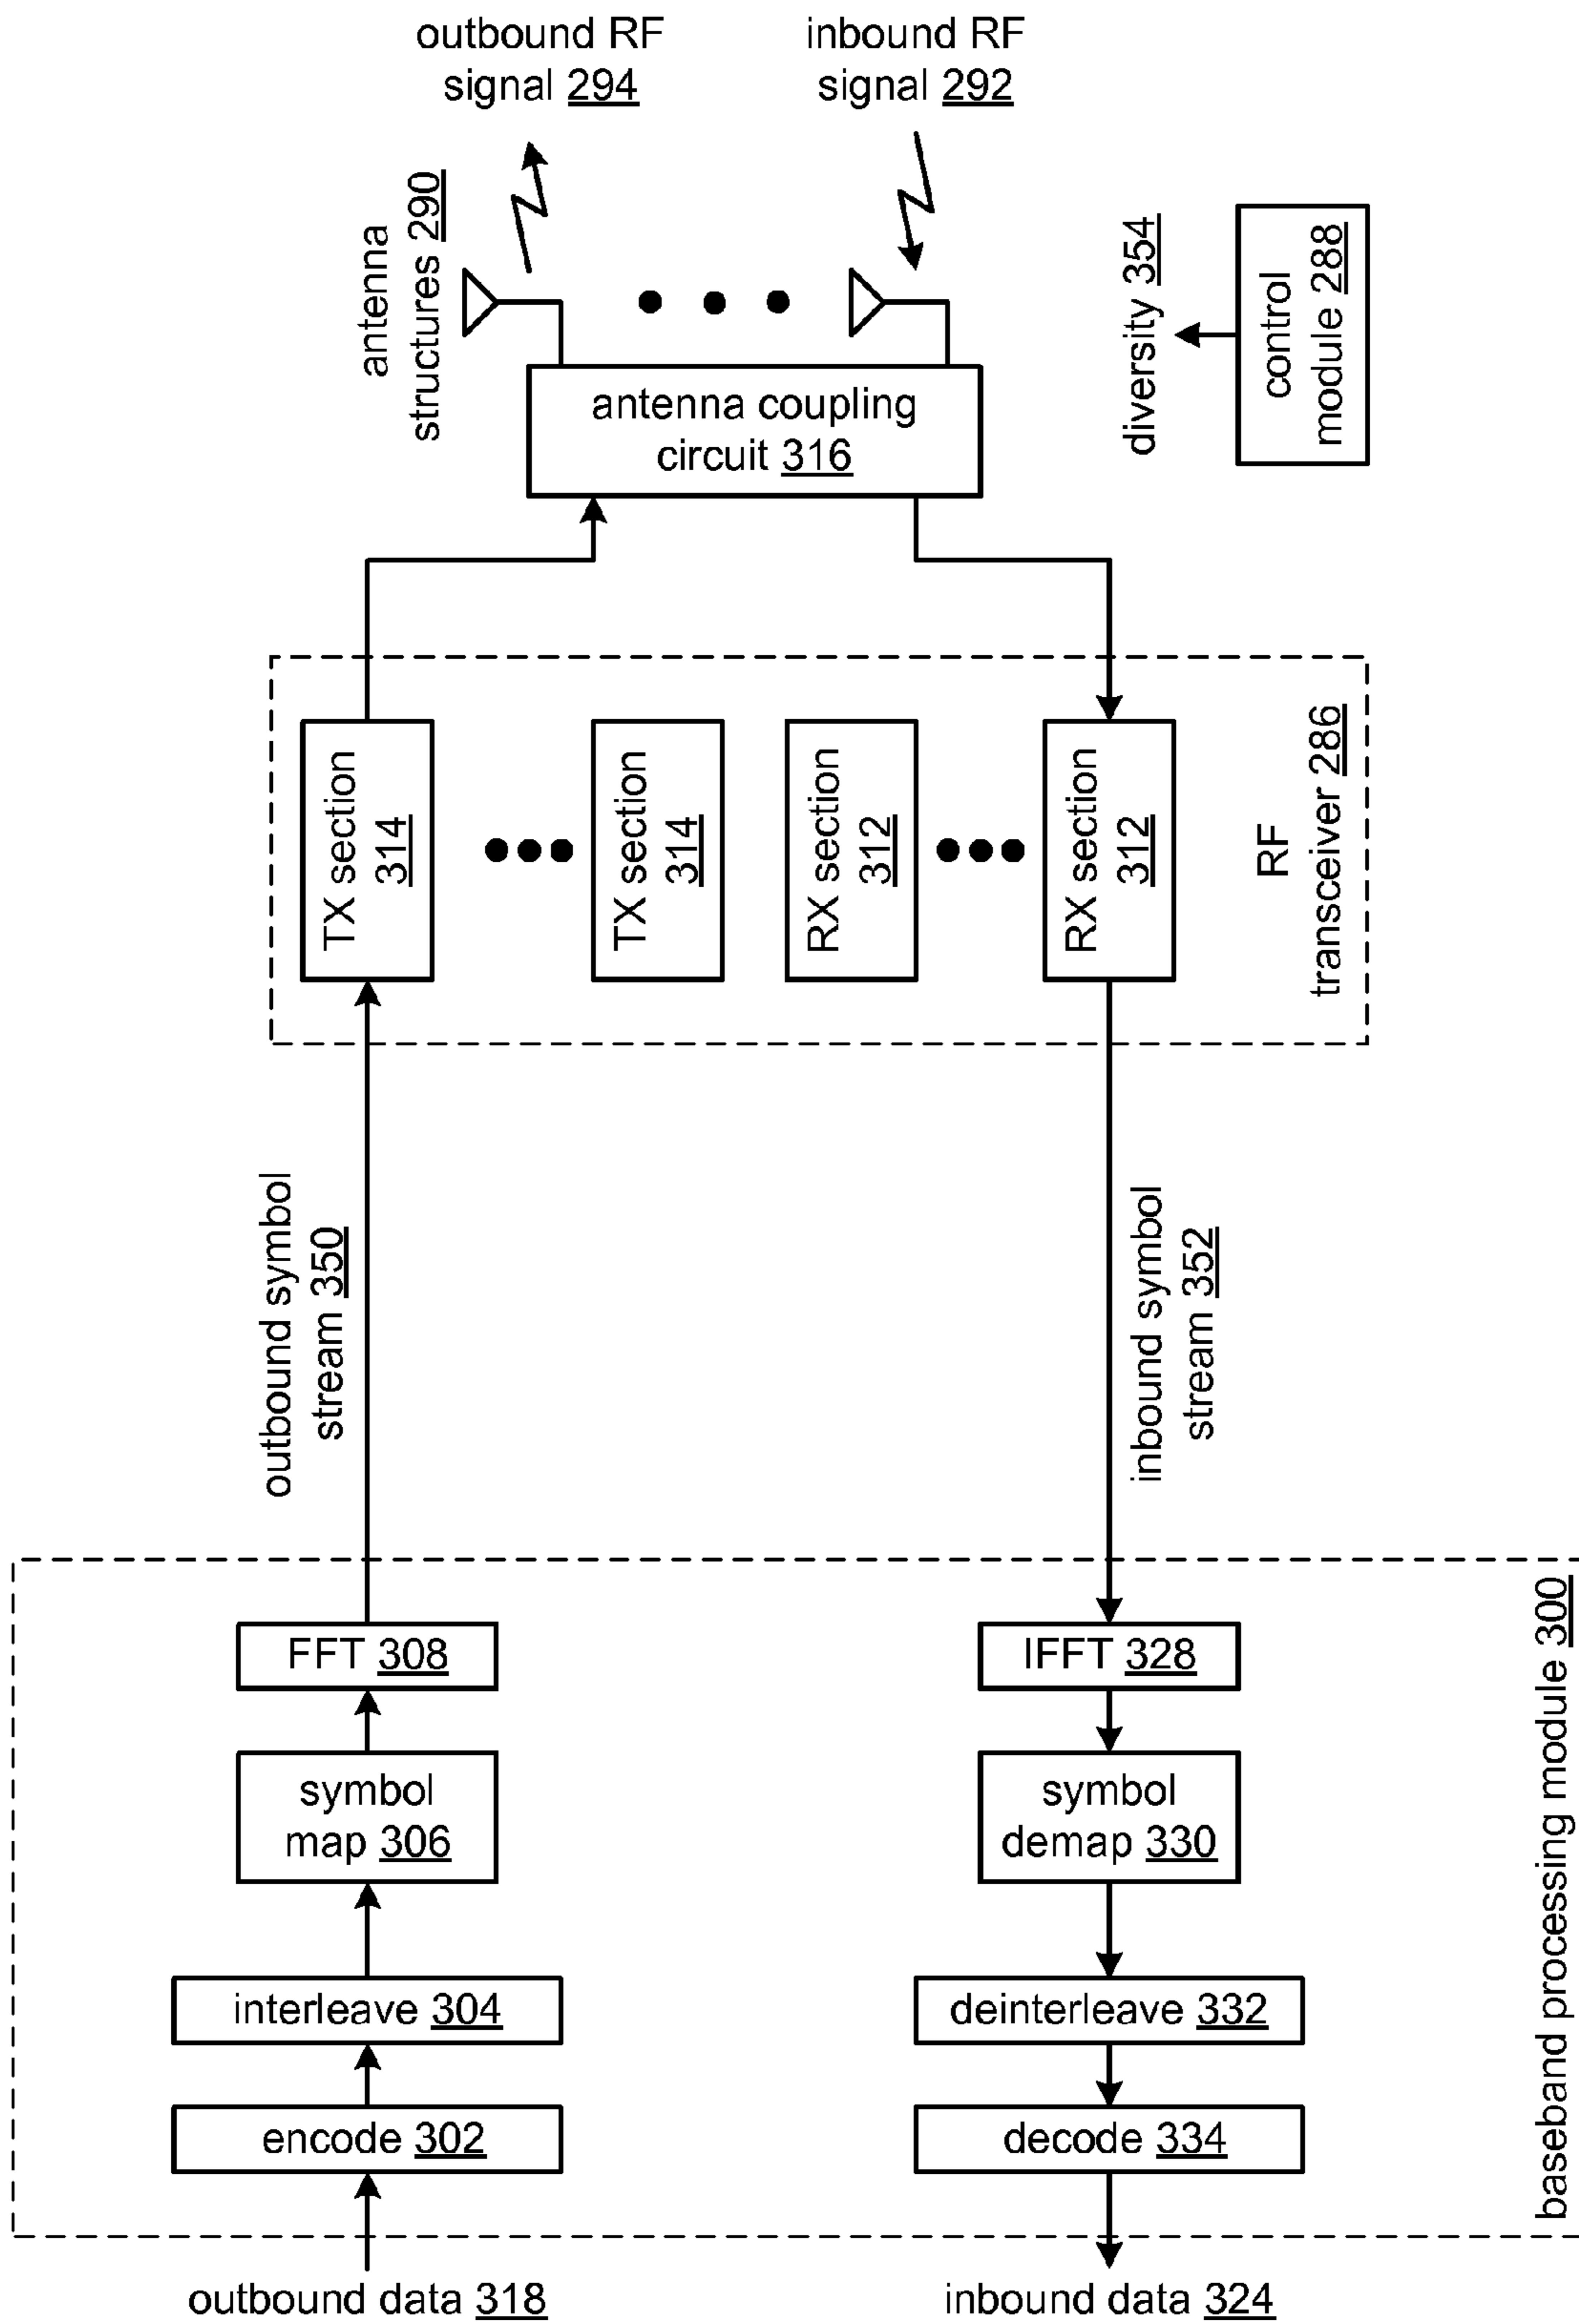 outbound RF
signal 294
inbound RF
signal 292
antenna
structures 290
antenna coupling
circuit 316
diversity 354
control
module 288
TX section
314
TX section
314
RX section
312
RX section
312
RF
transceiver 286
outbound symbol
stream 350
inbound symbol
stream 352
FFT 308
IFFT 328
symbol
map 306
symbol
demap 330
interleave 304
deinterleave 332
encode 302
decode 334
baseband processing module 300
outbound data 318
inbound data 324